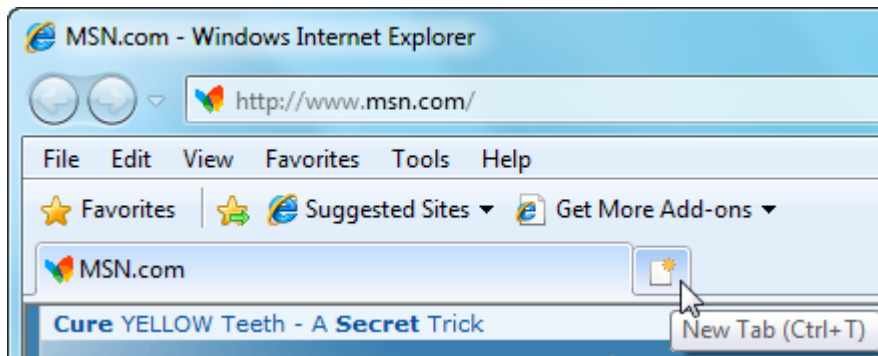 MSN.com - Windows Internet Explorer
http://www.msn.com/
File Edit View Favorites Tools Help
Favorites Suggested Sites Get More Add-ons
MSN.com
Cure YELLOW Teeth - A Secret Trick
New Tab (Ctrl+T)